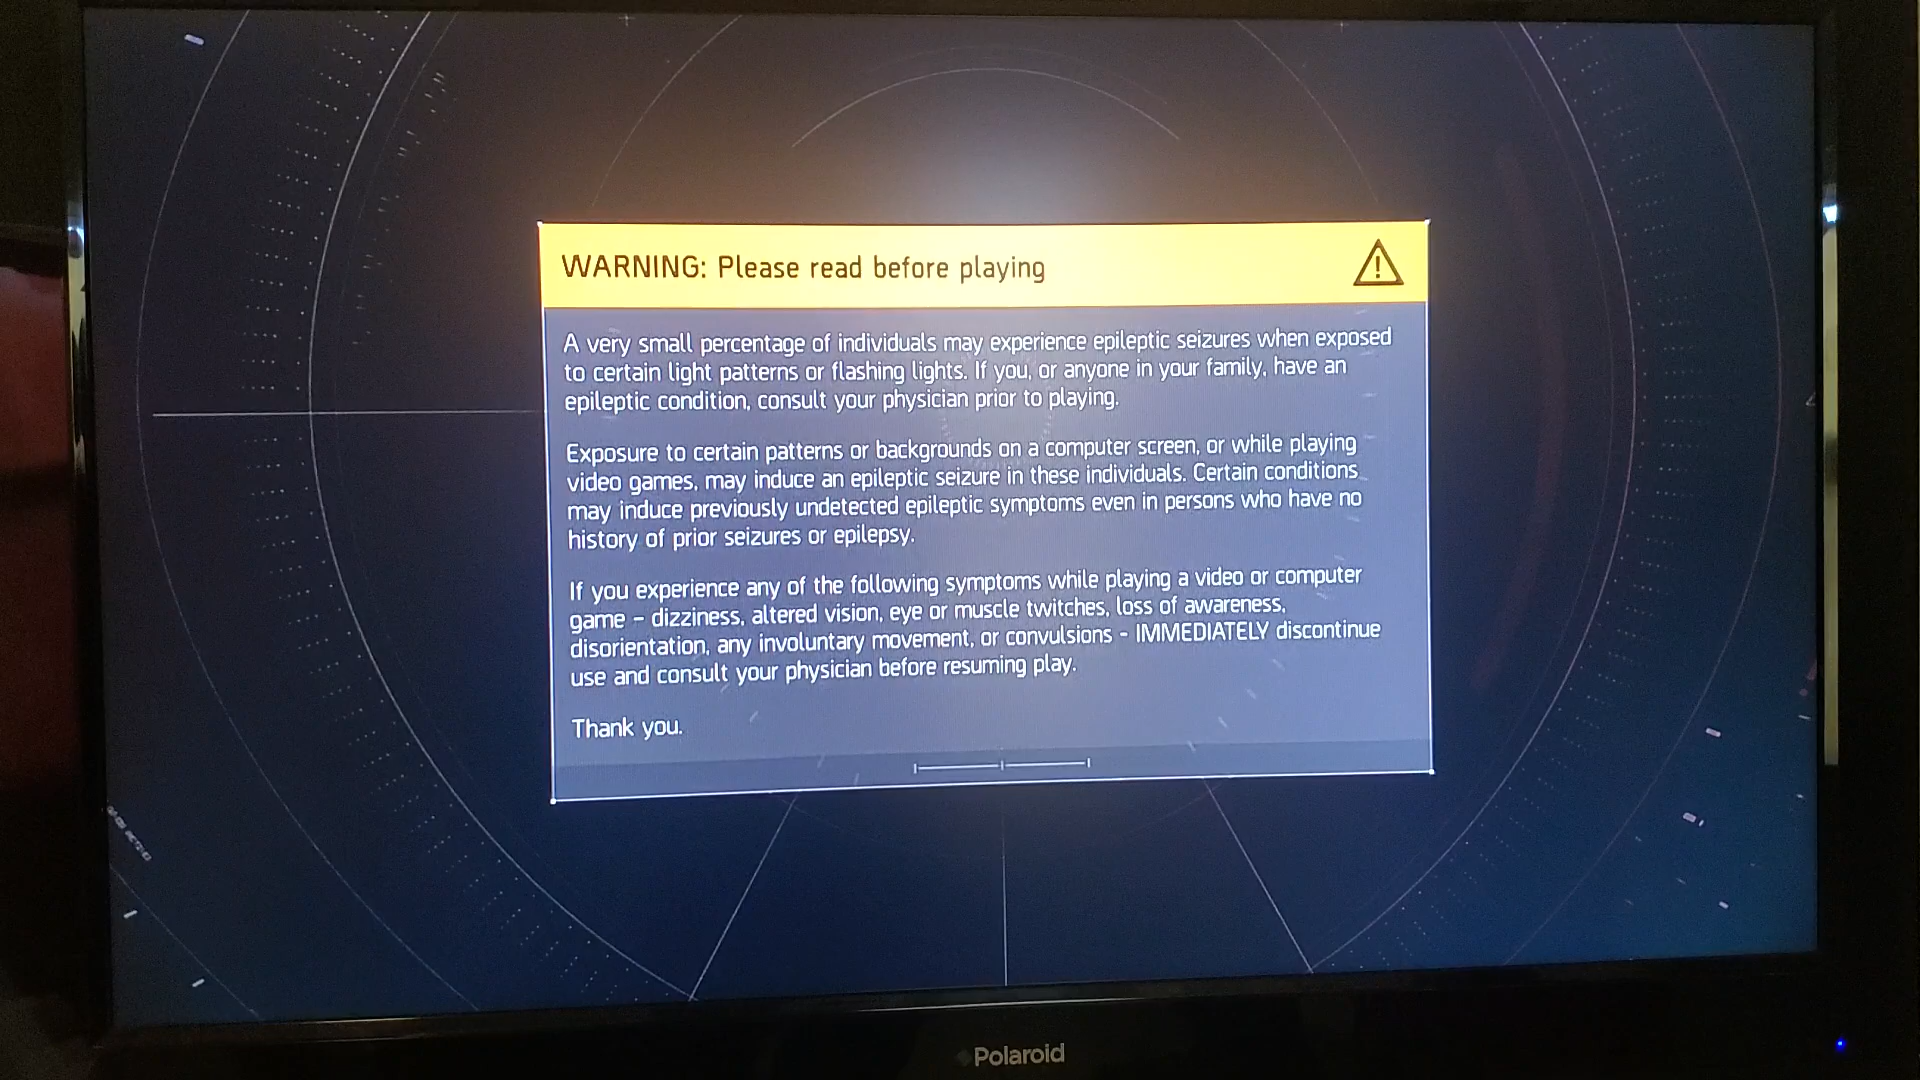 WARNING: Please read before playing
A very small percentage of individuals may experience epileptic seizures when exposed
to certain light patterns or flashing lights. If you, or anyone in your family, have an
epileptic condition, consult your physician prior to playing.
Exposure to certain patterns or backgrounds on a computer screen, or while playing
video games, may induce an epileptic seizure in these individuals. Certain conditions
may induce previously undetected epileptic symptoms even in persons who have no
history of prior seizures or epilepsy.
If you experience any of the following symptoms while playing a video or computer
game – dizziness, altered vision, eye or muscle twitches, loss of awareness,
disorientation, any involuntary movement, or convulsions - IMMEDIATELY discontinue
use and consult your physician before resuming play.
Thank you.
Polaroid